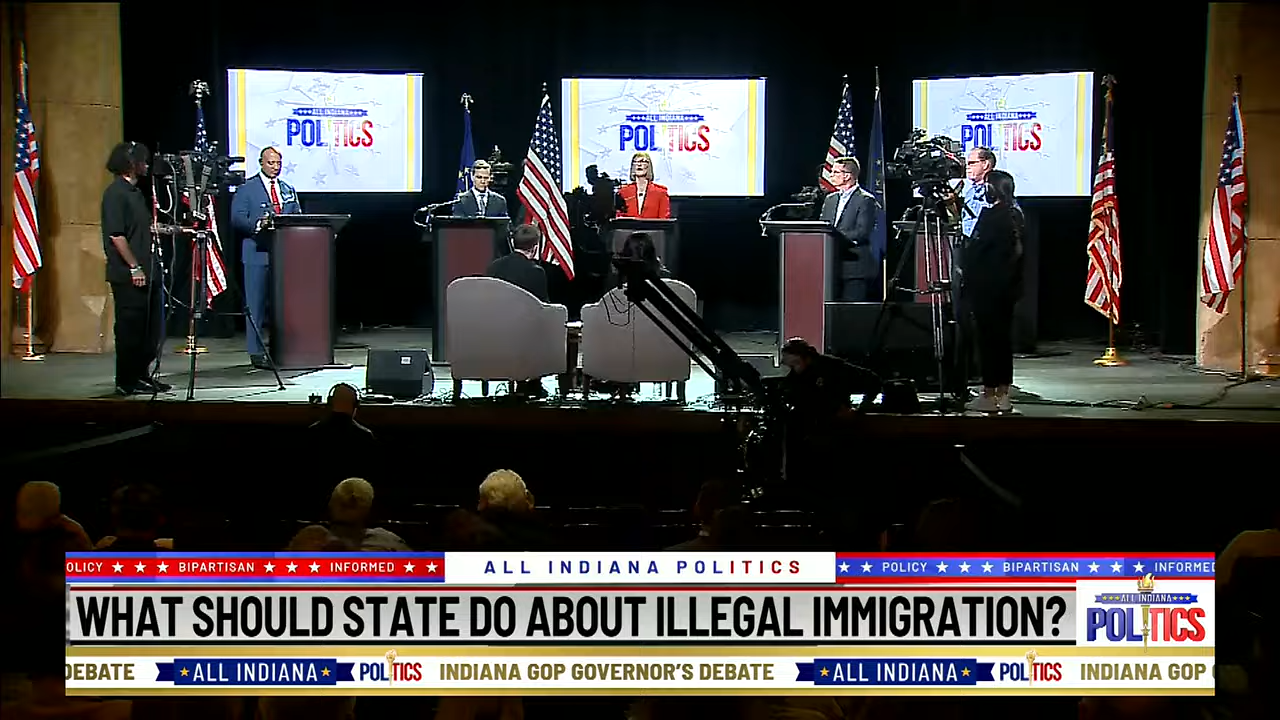 ALL INDIANA
POLITICS
ALL INDIANA
POLITICS
ALL INDIANA
POLITICS
OLICY ★ ★ ★ BIPARTISAN ★ ★ ★ INFORMED ★ ★
ALL INDIANA POLITICS
★ ★ POLICY ★ ★ ★ BIPARTISAN ★ ★ ★ INFORMED
WHAT SHOULD STATE DO ABOUT ILLEGAL IMMIGRATION?
ALL INDIANA
POLITICS
DEBATE ★ ALL INDIANA ★ POLITICS INDIANA GOP GOVERNOR'S DEBATE ★ ALL INDIANA ★ POLITICS INDIANA GOP